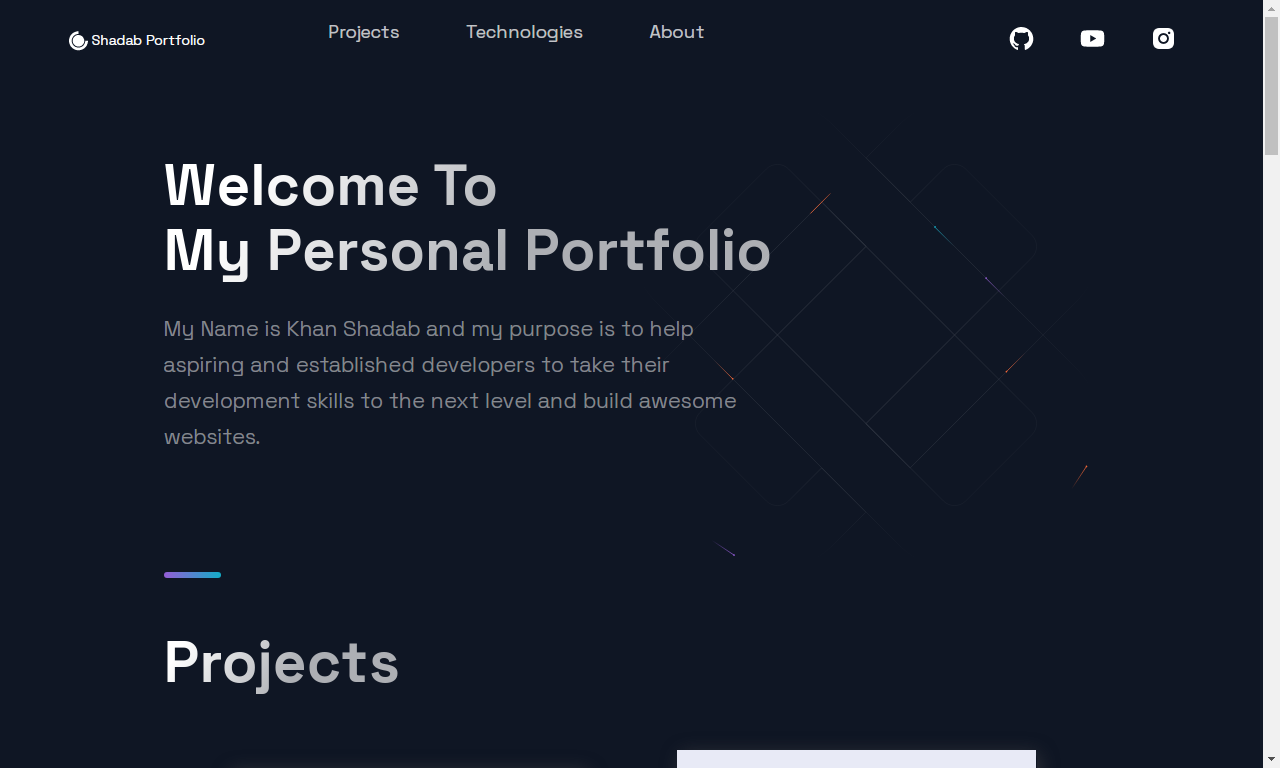 Shadab Portfolio
Projects
Technologies
About
Welcome To
My Personal Portfolio
My Name is Khan Shadab and my purpose is to help
aspiring and established developers to take their
development skills to the next level and build awesome
websites.
Projects